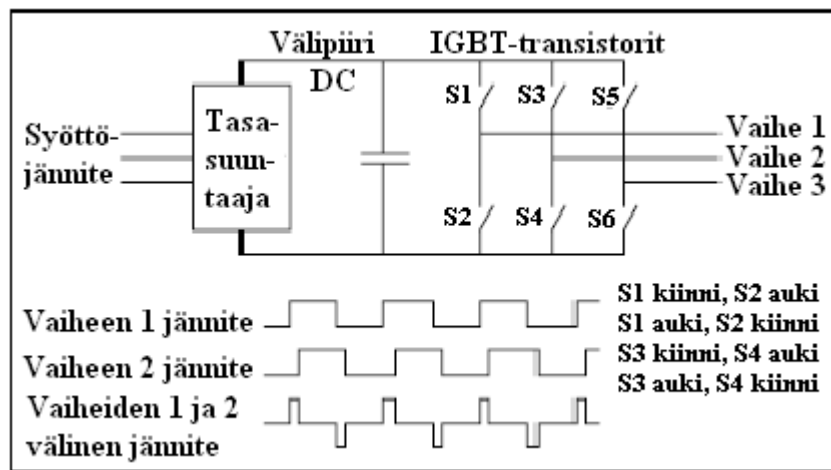 Välipiiri
DC
IGBT-transistorit
Syöttö-
jännite
Tasa-
suun-
taaja
S1
S3
S5
S2
S4
S6
Vaihe 1
Vaihe 2
Vaihe 3
Vaiheen 1 jännite
S1 kiinni, S2 auki
S1 auki, S2 kiinni
Vaiheen 2 jännite
S3 kiinni, S4 auki
S3 auki, S4 kiinni
Vaiheiden 1 ja 2
välinen jännite